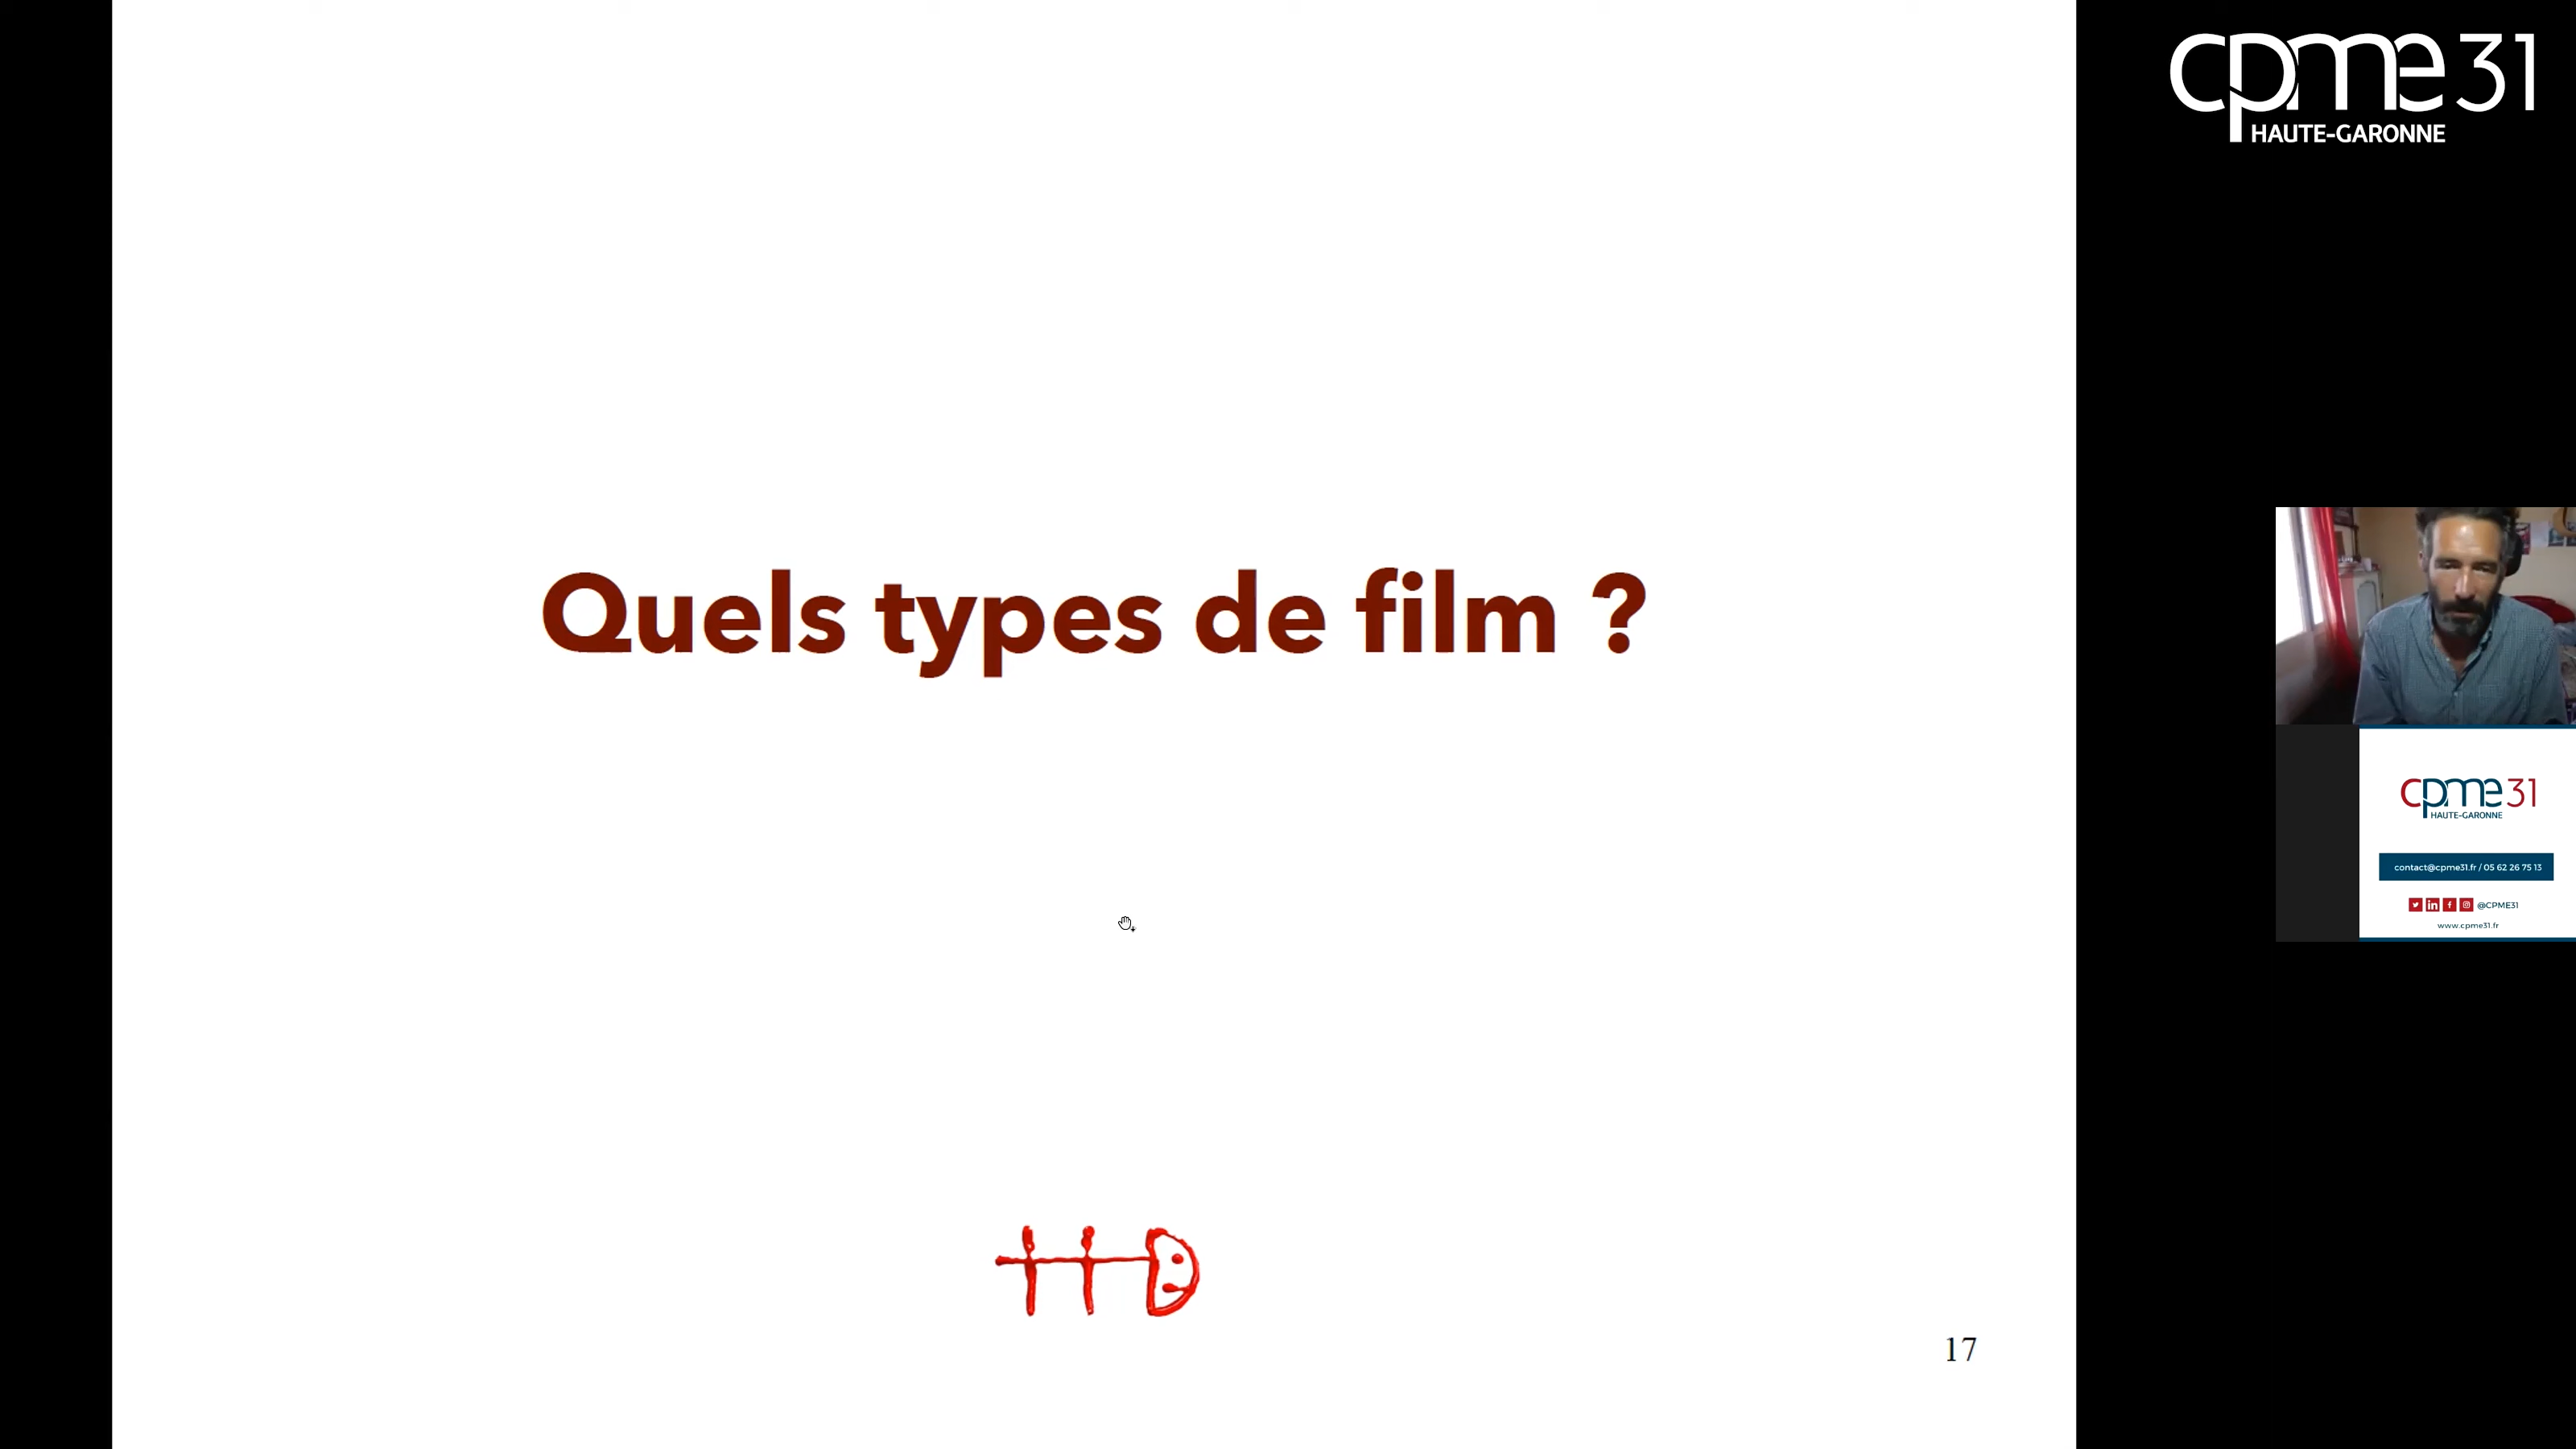 cpme31
HAUTE-GARONNE
Quels types de film ?
17
cpme31
HAUTE-GARONNE
contact@cpme31.fr / 05 62 26 75 13
@CPME31
www.cpme31.fr